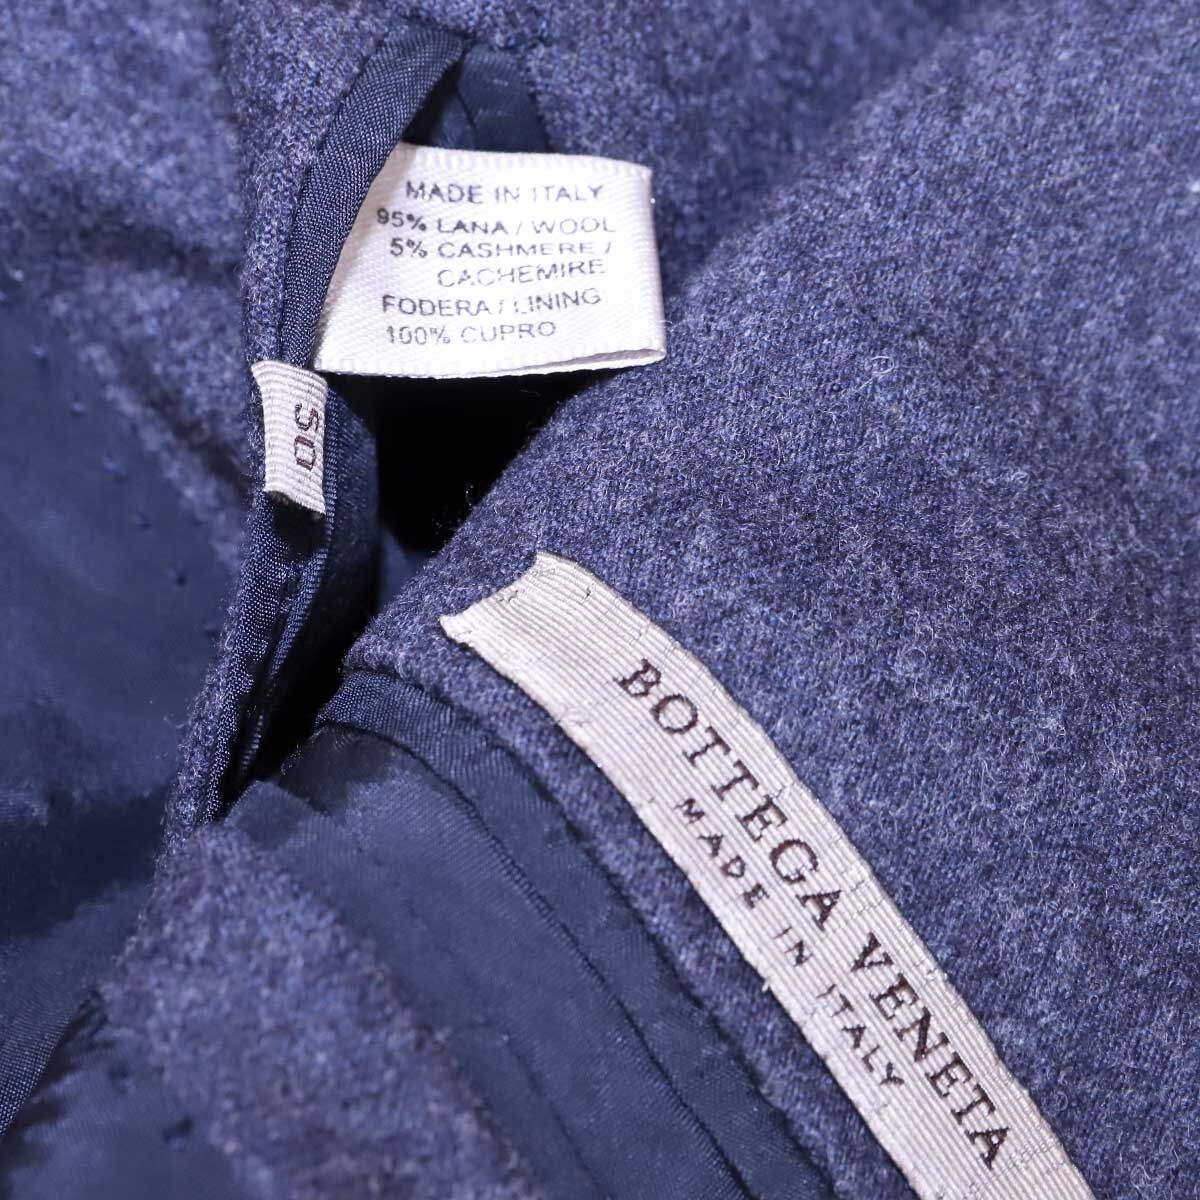 MADE IN ITALY
95% LANA / WOOL
5% CASHMERE /
CACHEMIRE
FODERA / LINING
100% CUPRO
50
BOTTEGA VENETA
MADE IN ITALY